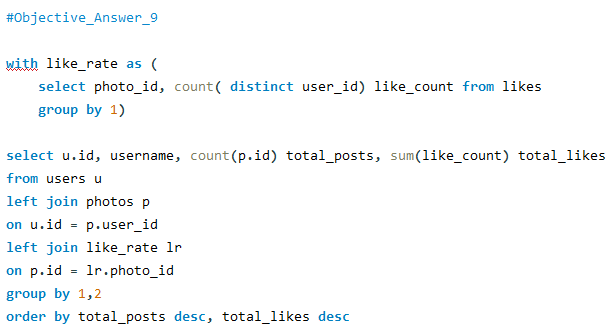 #Objective_Answer_9
with like_rate as (
select photo_id, count( distinct user_id) like_count from likes
group by 1)
select u.id, username, count(p.id) total_posts, sum(like_count) total_likes
from users u
left join photos p
on u.id = p.user_id
left join like_rate lr
on p.id = lr.photo_id
group by 1,2
order by total_posts desc, total_likes desc